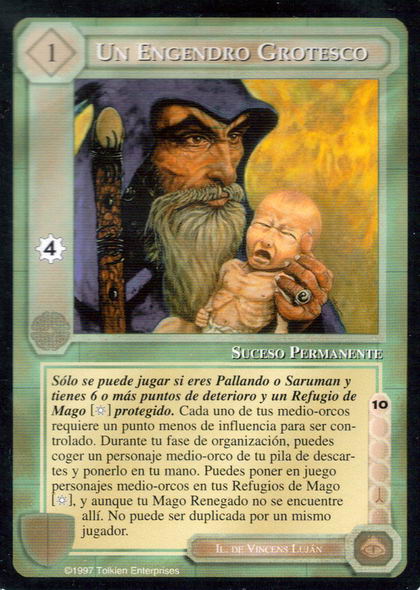 1
UN ENGENDRO GROTESCO
4
SUCESO PERMANENTE
Sólo se puede jugar si eres Pallando o Saruman y
tienes 6 o más puntos de deterioro y un Refugio de
Mago [] protegido. Cada uno de tus medio-orcos
requiere un punto menos de influencia para ser con-
trolado. Durante tu fase de organización, puedes
coger un personaje medio-orco de tu pila de descar-
tes y ponerlo en tu mano. Puedes poner en juego
personajes medio-orcos en tus Refugios de Mago
[], y aunque tu Mago Renegado no se encuentre
allí. No puede ser duplicada por un mismo
jugador.
10
IL. DE VINCENS LUJÁN
©1997 Tolkien Enterprises